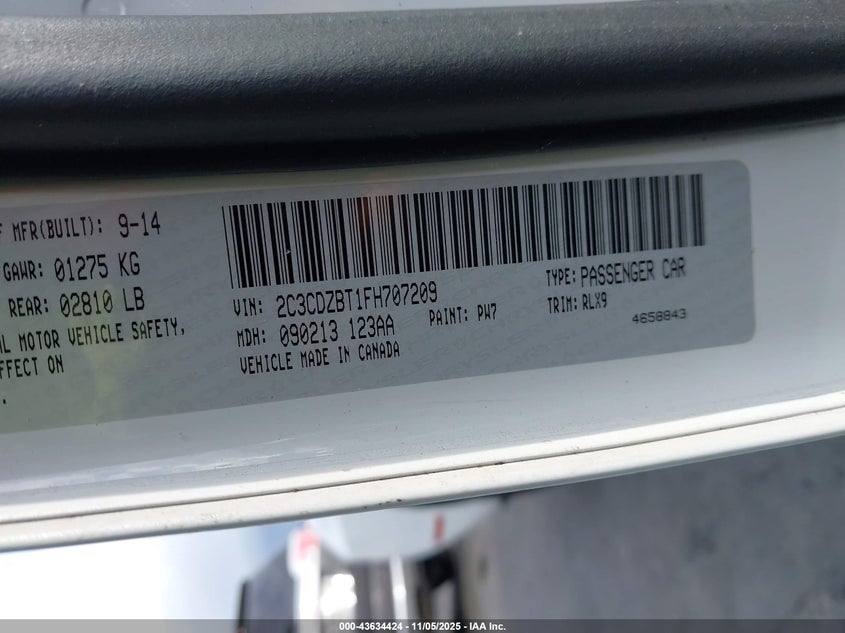 F MFR(BUILT): 9-14
GAWR: 01275 KG
REAR: 02810 LB
AL MOTOR VEHICLE SAFETY,
FFECT ON
.
VIN: 2C3CDZBT1FH707209
TYPE: PASSENGER CAR
MDH: 090213 123AA
PAINT: PW7
TRIM: RLX9
VEHICLE MADE IN CANADA
4658843
000-43634424 - 11/05/2025 - IAA Inc.